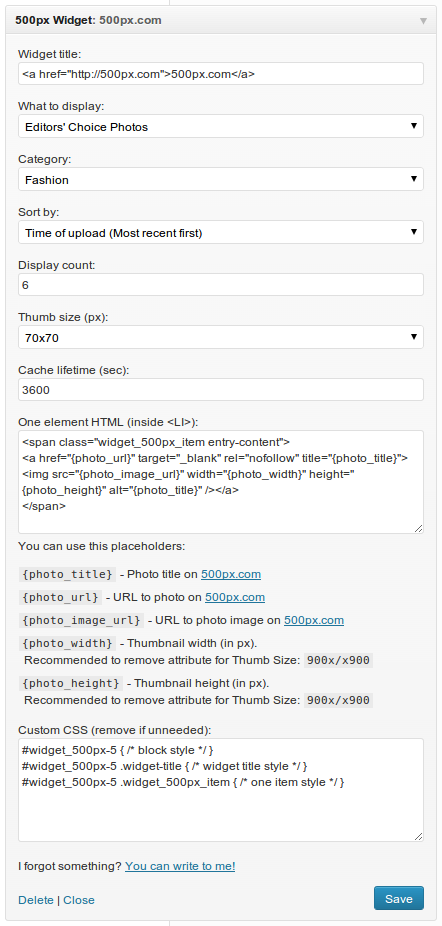 500px Widget: 500px.com
Widget title:
<a href="http://500px.com">500px.com</a>
What to display:
Editors' Choice Photos
Category:
Fashion
Sort by:
Time of upload (Most recent first)
Display count:
6
Thumb size (px):
70x70
Cache lifetime (sec):
3600
One element HTML (inside <LI>):
<span class="widget_500px_item entry-content">
<a href="{photo_url}" target="_blank" rel="nofollow" title="{photo_title}">
<img src="{photo_image_url}" width="{photo_width}" height="
{photo_height}" alt="{photo_title}" /></a>
</span>
You can use this placeholders:
{photo_title} - Photo title on 500px.com
{photo_url} - URL to photo on 500px.com
{photo_image_url} - URL to photo image on 500px.com
{photo_width} - Thumbnail width (in px).
Recommended to remove attribute for Thumb Size: 900x/x900
{photo_height} - Thumbnail height (in px).
Recommended to remove attribute for Thumb Size: 900x/x900
Custom CSS (remove if unneeded):
#widget_500px-5 { /* block style */ }
#widget_500px-5 .widget-title { /* widget title style */ }
#widget_500px-5 .widget_500px_item { /* one item style */ }
I forgot something? You can write to me!
Delete | Close
Save